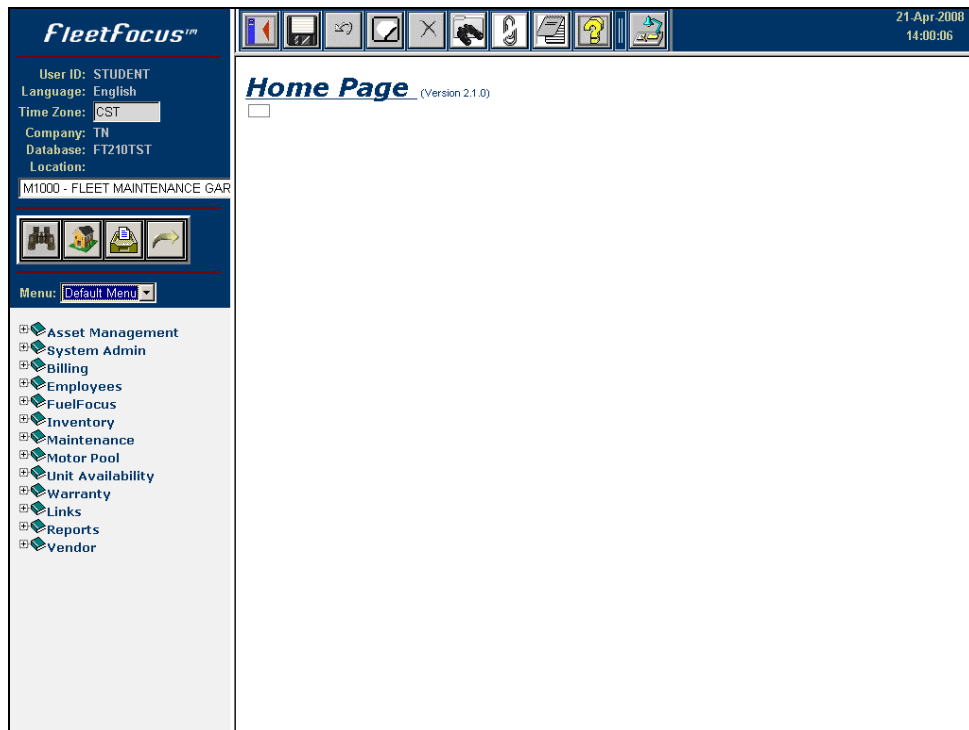 FleetFocus™
21-Apr-2008
14:00:06
User ID: STUDENT
Language: English
Time Zone: CST
Company: TN
Database: FT210TST
Location:
M1000 - FLEET MAINTENANCE GAR
Menu: Default Menu
Home Page (Version 2.1.0)
Asset Management
System Admin
Billing
Employees
FuelFocus
Inventory
Maintenance
Motor Pool
Unit Availability
Warranty
Links
Reports
Vendor